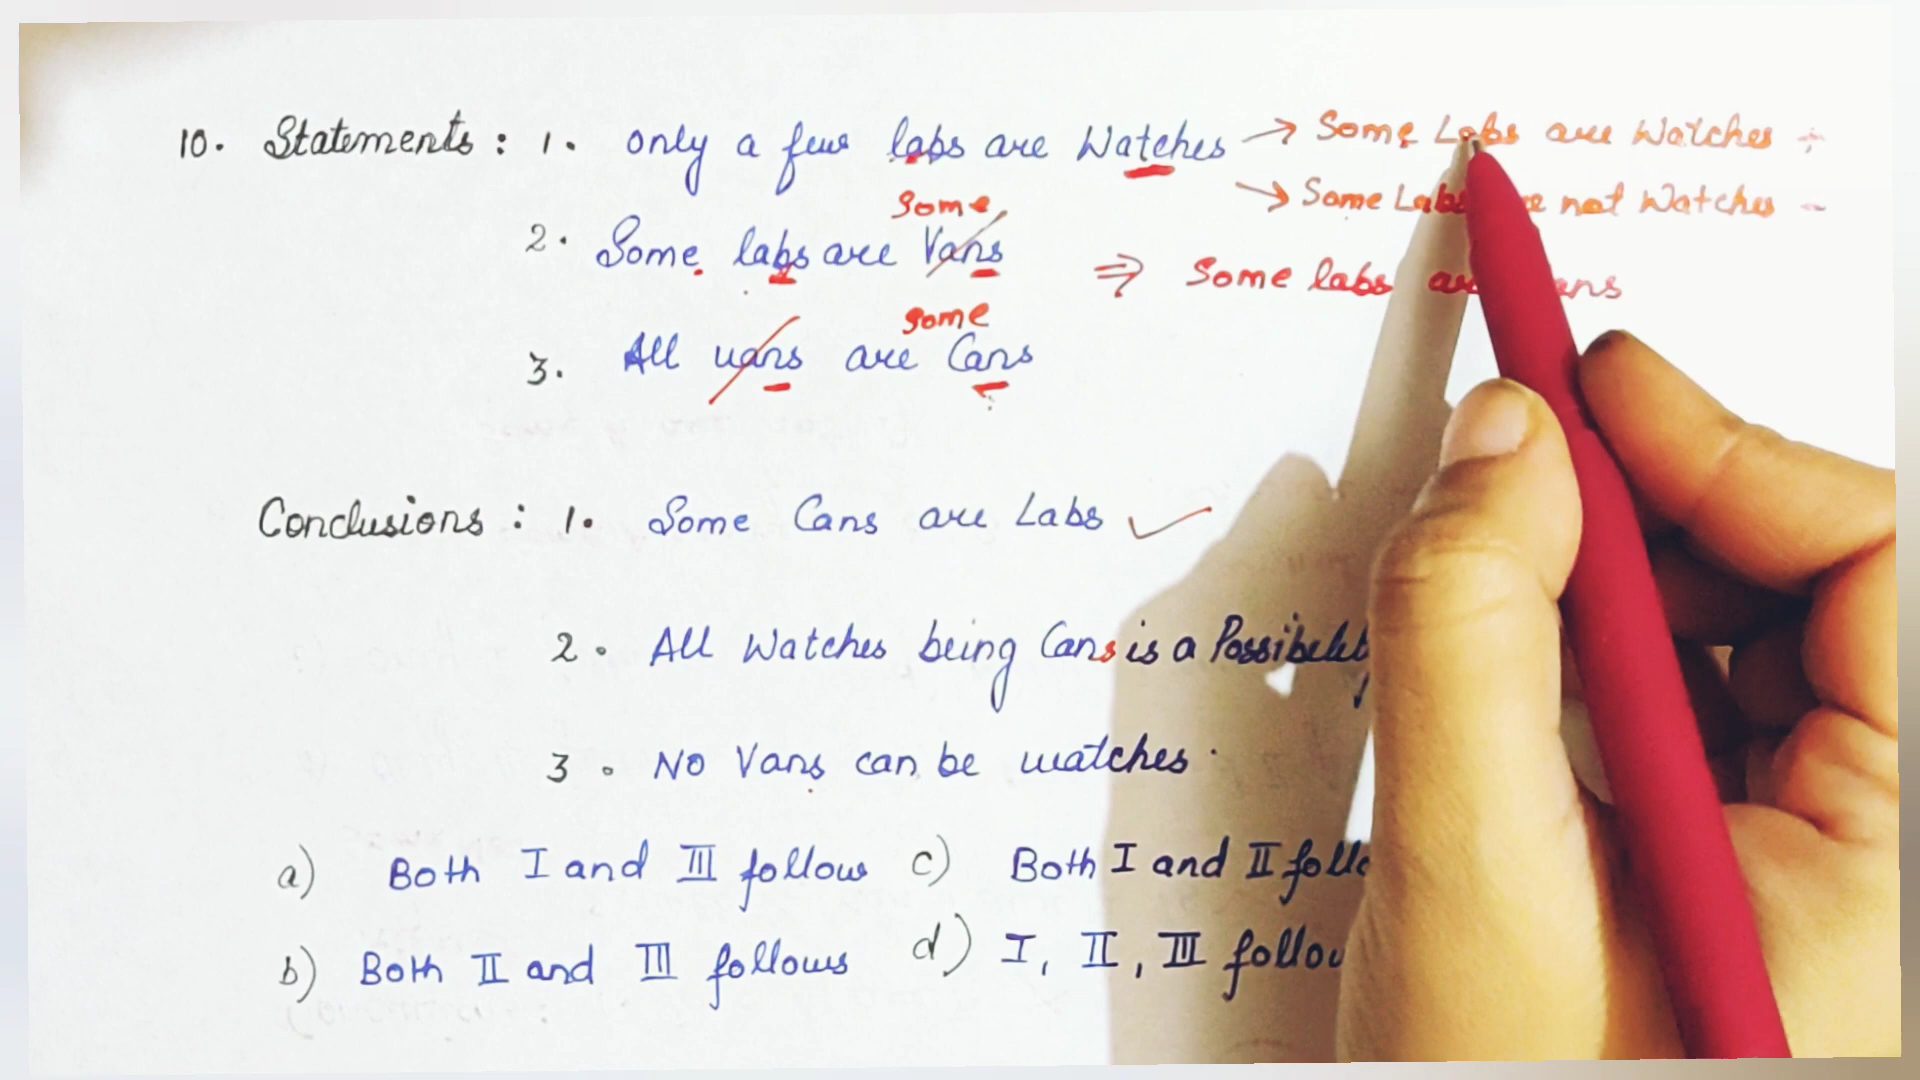 10. Statements : 1. only a few labs are Watches → Some Labs are Watches +
→ Some Labs not Watches -
Some
2. Some labs are Vans ⇒ Some labs
some
3. All vans are Cans
Conclusions : 1. Some Cans are Labs ✓
2. All Watches being Cans is a
3. No Vans can be watches.
a) Both I and III follow c) Both I and II
b) Both II and III follows d) I, II, III